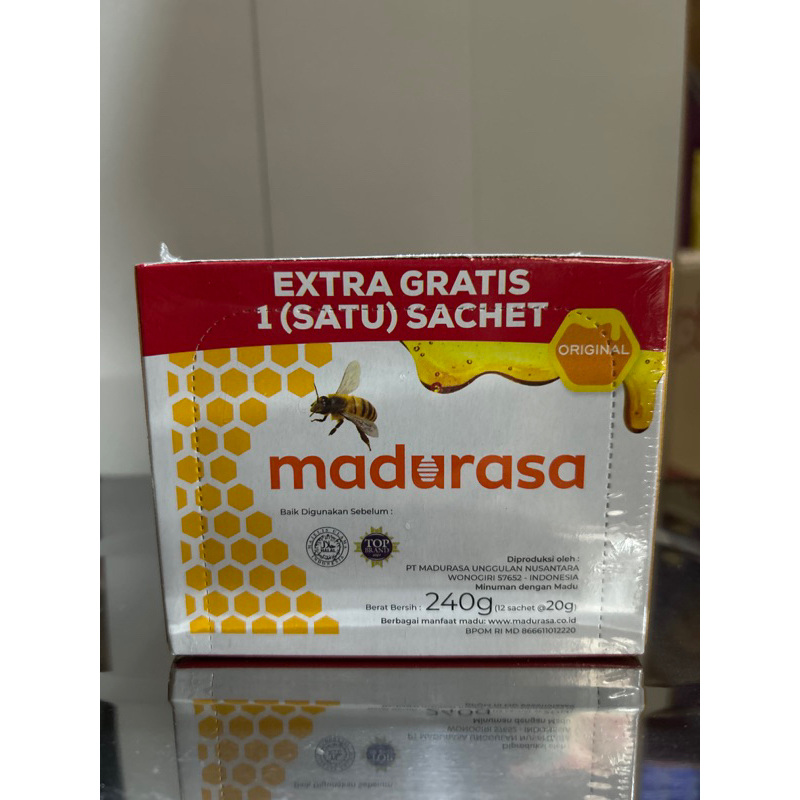 EXTRA GRATIS
1 (SATU) SACHET
ORIGINAL
madurasa
Baik Digunakan Sebelum :
HALAL
TOP
BRAND
Diproduksi oleh :
PT MADURASA UNGGULAN NUSANTARA
WONOGIRI 57652 - INDONESIA
Minuman dengan Madu
Berat Bersih : 240g (12 sachet @20g)
Berbagai manfaat madu: www.madurasa.co.id
BPOM RI MD 866611012220